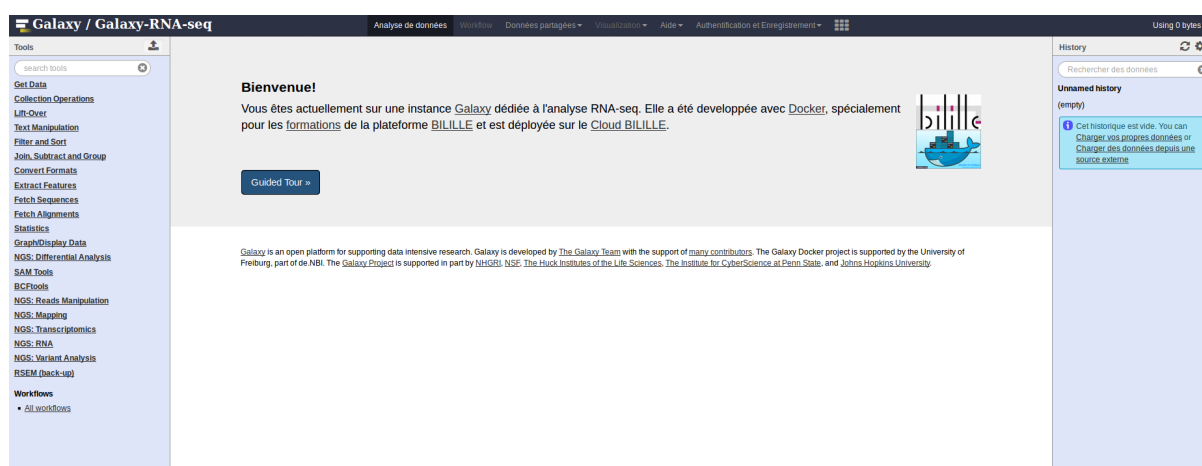 Galaxy / Galaxy-RNA-seq
Analyse de données
Workflow
Données partagées
Visualization
Aide
Authentification et Enregistrement
Using 0 bytes
Tools
search tools
Get Data
Collection Operations
Lift-Over
Text Manipulation
Filter and Sort
Join, Subtract and Group
Convert Formats
Extract Features
Fetch Sequences
Fetch Alignments
Statistics
Graph/Display Data
NGS: Differential Analysis
SAM Tools
BCFtools
NGS: Reads Manipulation
NGS: Mapping
NGS: Transcriptomics
NGS: RNA
NGS: Variant Analysis
RSEM (back-up)
Workflows
All workflows
Bienvenue!
Vous êtes actuellement sur une instance Galaxy dédiée à l'analyse RNA-seq. Elle a été developpée avec Docker, spécialement
pour les formations de la plateforme BILILLE et est déployée sur le Cloud BILILLE.
bilille
Guided Tour »
Galaxy is an open platform for supporting data intensive research. Galaxy is developed by The Galaxy Team with the support of many contributors. The Galaxy Docker project is supported by the University of
Freiburg, part of de.NBI. The Galaxy Project is supported in part by NHGRI, NSF, The Huck Institutes of the Life Sciences, The Institute for CyberScience at Penn State, and Johns Hopkins University.
History
Rechercher des données
Unnamed history
(empty)
Cet historique est vide. You can
Charger vos propres données or
Charger des données depuis une
source externe